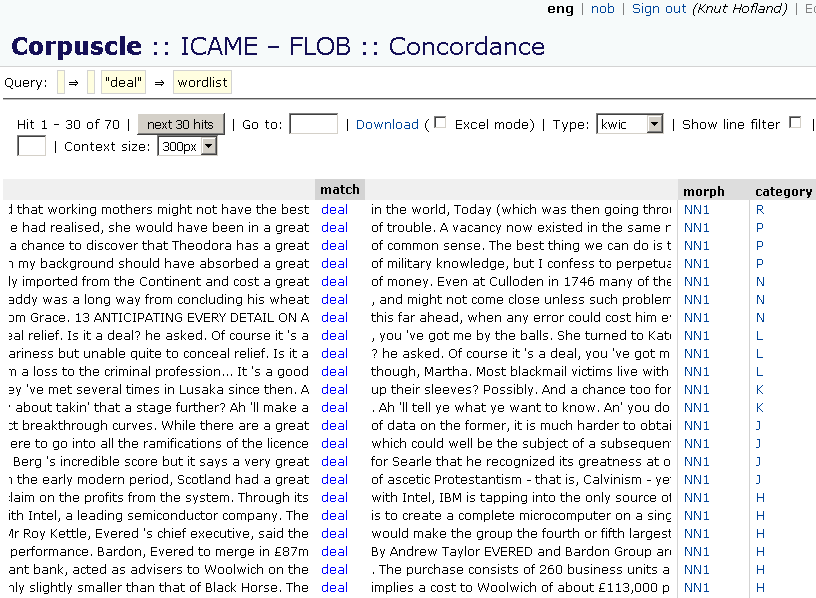 eng | nob | Sign out (Knut Hofland) |
Corpuscle :: ICAME – FLOB :: Concordance
Query: ⇒ "deal" ⇒ wordlist
Hit 1 - 30 of 70 | next 30 hits | Go to: | Download ( Excel mode) | Type: kwic | Show line filter |
| Context size: 300px
match morph category
that working mothers might not have the best deal in the world, Today (which was then going NN1 R
had realised, she would have been in a great deal of trouble. A vacancy now existed in the same NN1 P
a chance to discover that Theodora has a great deal of common sense. The best thing we can do is NN1 P
my background should have absorbed a great deal of military knowledge, but I confess to NN1 P
imported from the Continent and cost a great deal of money. Even at Culloden in 1746 many of the NN1 N
was a long way from concluding his wheat deal , and might not come close unless such problem NN1 N
Grace. 13 ANTICIPATING EVERY DETAIL ON A deal this far ahead, when any error could cost him NN1 N
relief. Is it a deal? he asked. Of course it 's a deal , you 've got me by the balls. She turned to NN1 L
but unable quite to conceal relief. Is it a deal ? he asked. Of course it 's a deal, you 've got NN1 L
a loss to the criminal profession... It 's a good deal though, Martha. Most blackmail victims live with NN1 L
've met several times in Lusaka since then. A deal up their sleeves? Possibly. And a chance too NN1 K
about takin' that a stage further? Ah 'll make a deal . Ah 'll tell ye what ye want to know. An' you do NN1 K
breakthrough curves. While there are a great deal of data on the former, it is much harder to NN1 J
to go into all the ramifications of the licence deal which could well be the subject of a NN1 J
Berg 's incredible score but it says a very great deal for Searle that he recognized its greatness at NN1 J
the early modern period, Scotland had a great deal of ascetic Protestantism - that is, Calvinism - NN1 J
on the profits from the system. Through its deal with Intel, IBM is tapping into the only source NN1 H
Intel, a leading semiconductor company. The deal is to create a complete microcomputer on a NN1 H
Mr Roy Kettle, Evered 's chief executive, said the deal would make the group the fourth or fifth largest NN1 H
performance. Bardon, Evered to merge in £87m deal By Andrew Taylor EVERED and Bardon Group NN1 H
bank, acted as advisers to Woolwich on the deal . The purchase consists of 260 business units NN1 H
slightly smaller than that of Black Horse. The deal implies a cost to Woolwich of about £113,000 NN1 H